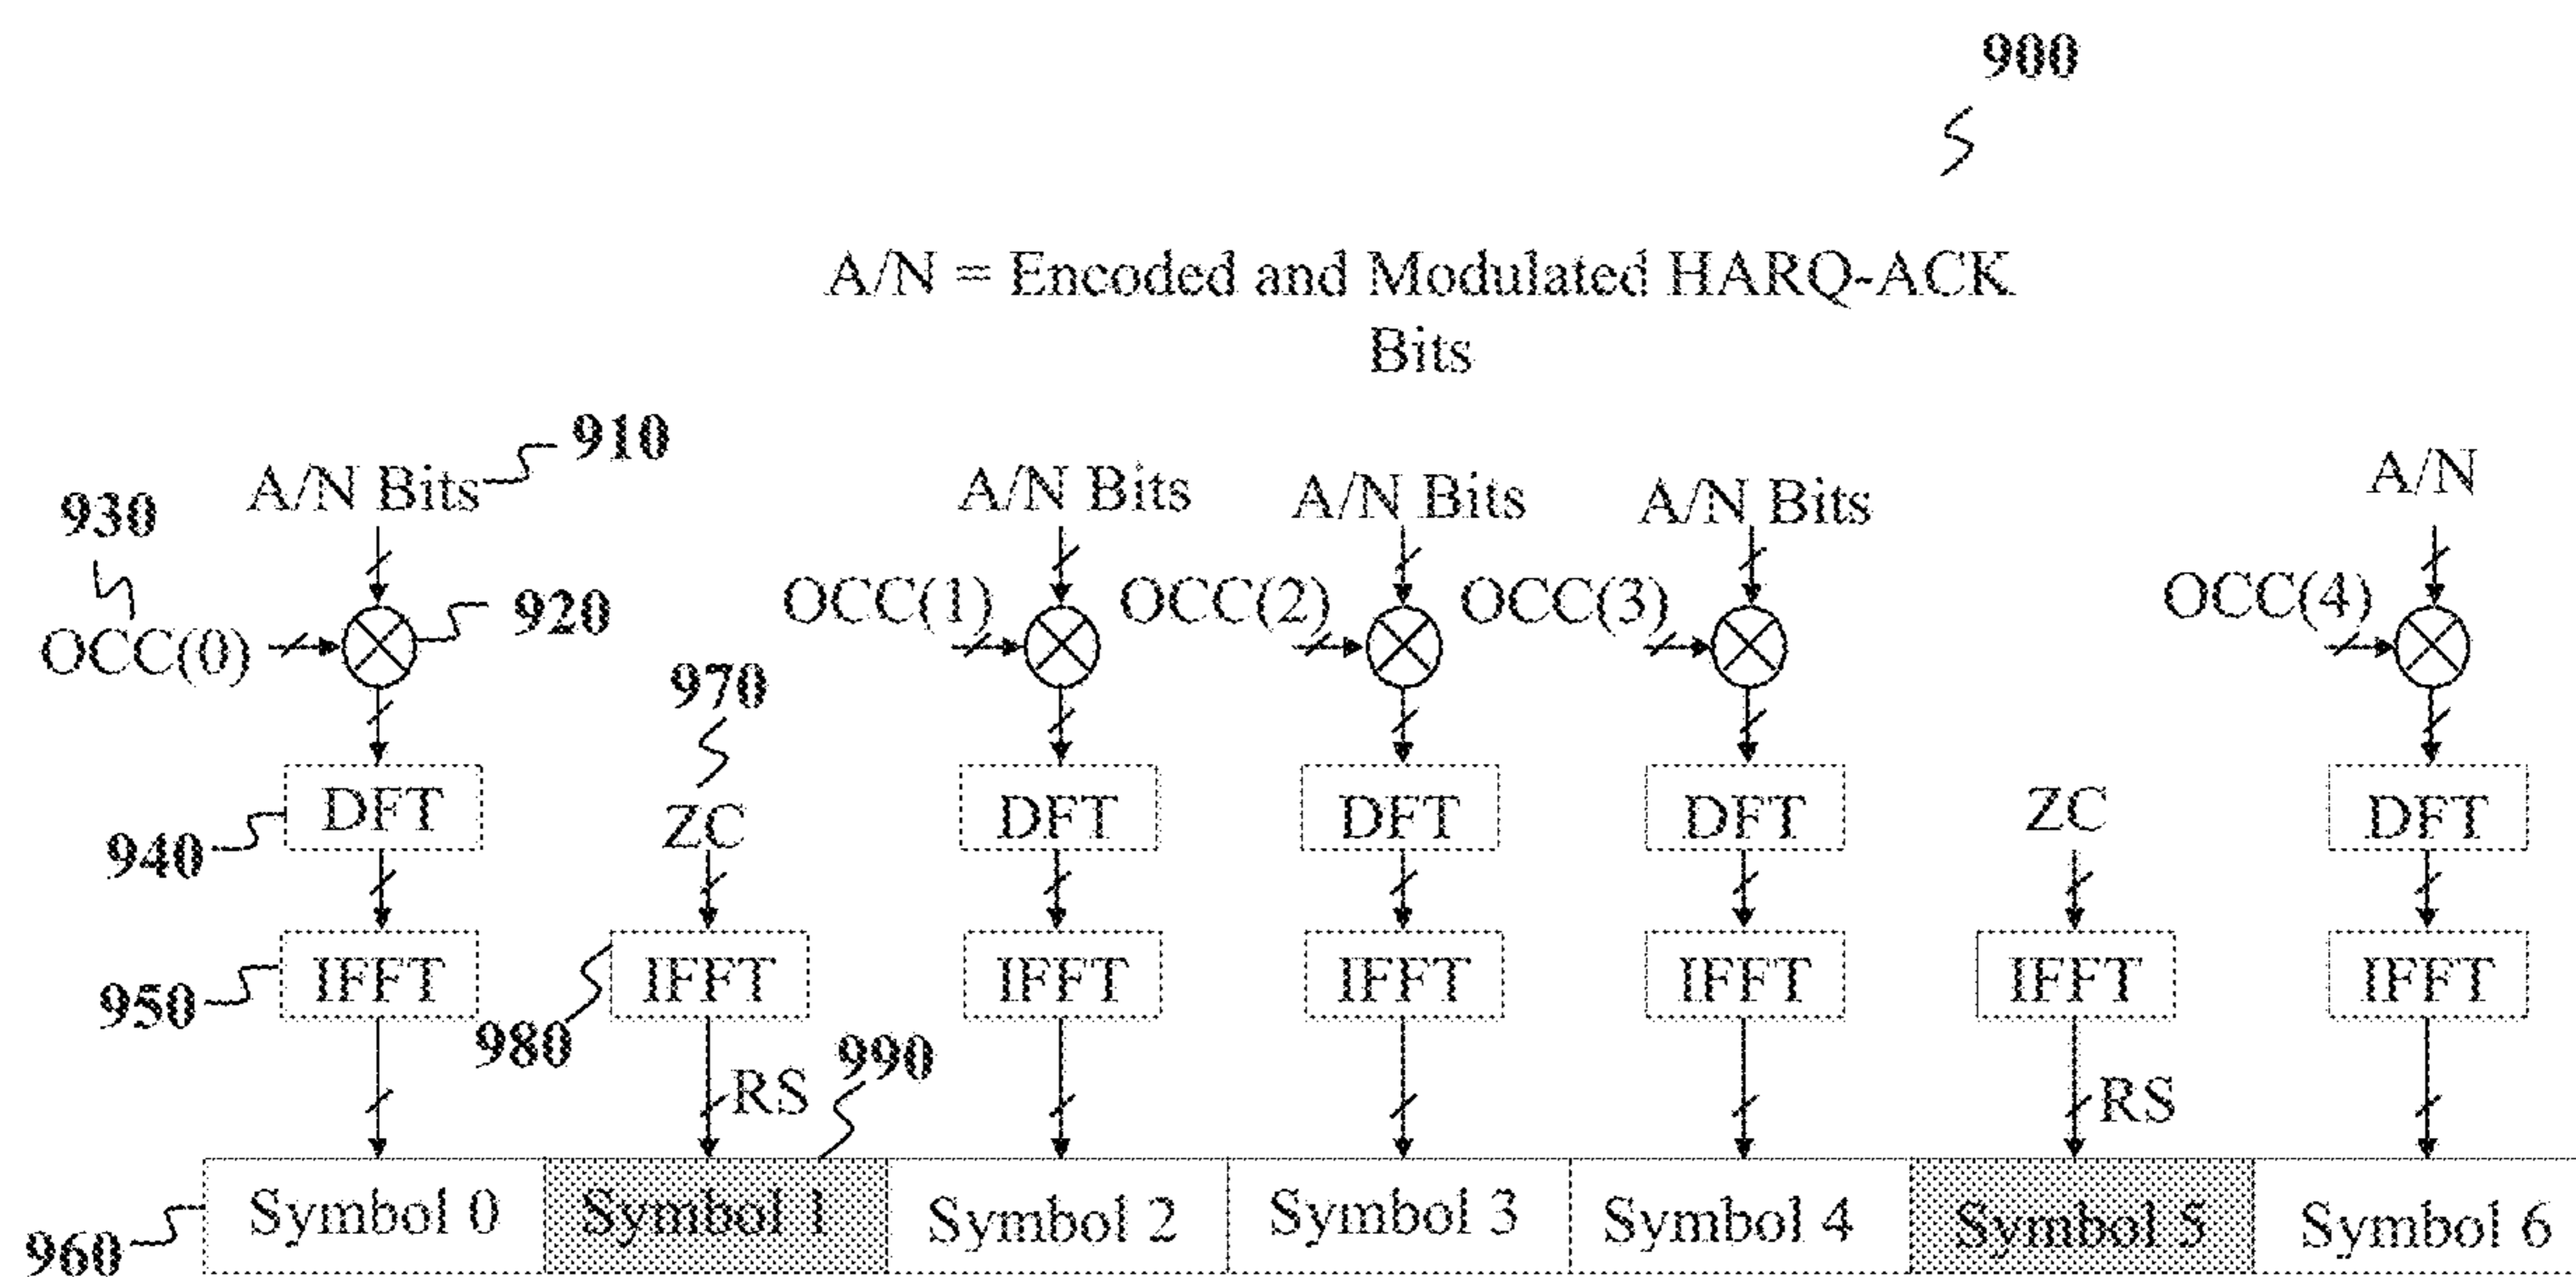 900
A/N = Encoded and Modulated HARQ-ACK
Bits
910
A/N Bits
A/N Bits
A/N Bits
A/N Bits
A/N
930
OCC(0)
920
OCC(1)
OCC(2)
OCC(3)
OCC(4)
970
940
DFT
ZC
DFT
DFT
DFT
ZC
DFT
950
IFFT
980
IFFT
IFFT
IFFT
IFFT
IFFT
IFFT
RS
990
RS
960
Symbol 0
Symbol 1
Symbol 2
Symbol 3
Symbol 4
Symbol 5
Symbol 6